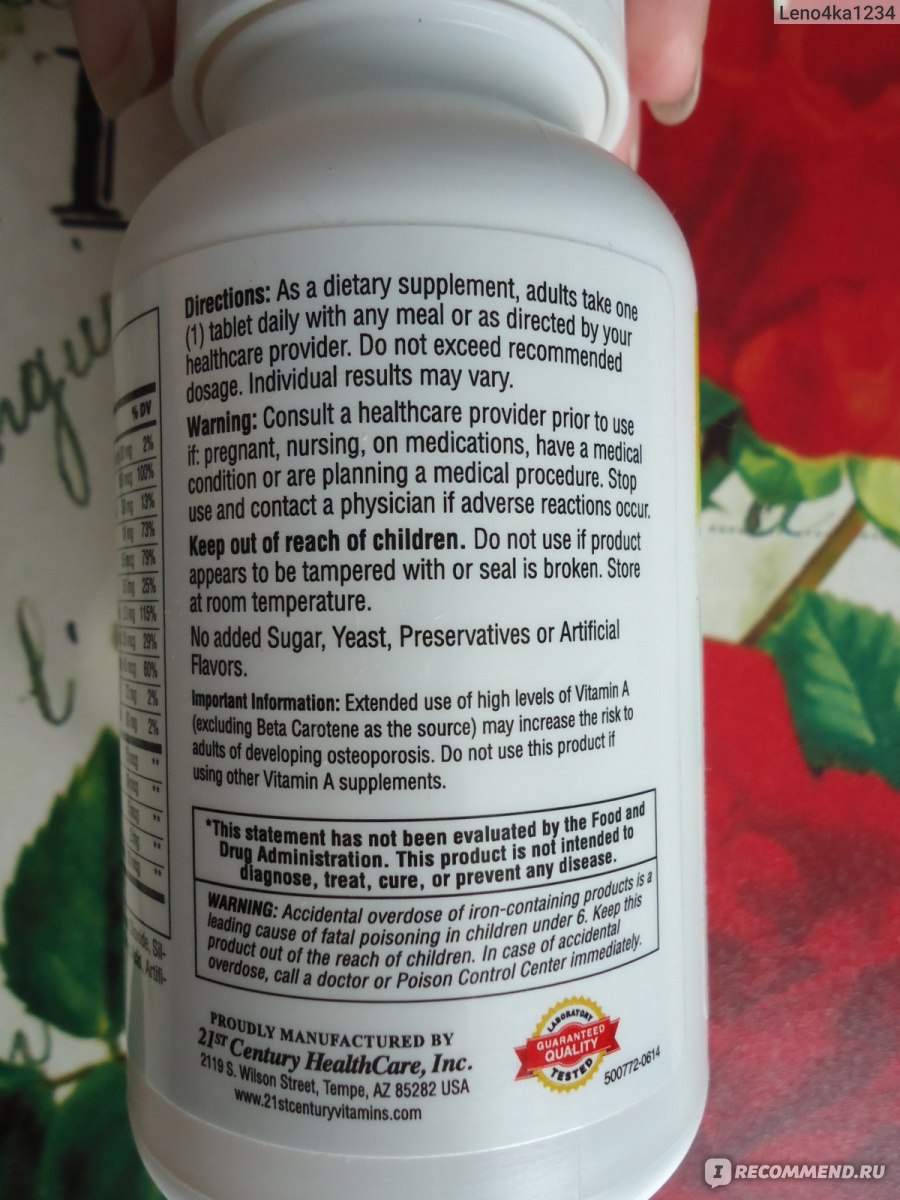 Leno4ka1234
Directions: As a dietary supplement, adults take one
(1) tablet daily with any meal or as directed by your
healthcare provider. Do not exceed recommended
dosage. Individual results may vary.
Warning: Consult a healthcare provider prior to use
if: pregnant, nursing, on medications, have a medical
condition or are planning a medical procedure. Stop
use and contact a physician if adverse reactions occur.
Keep out of reach of children. Do not use if product
appears to be tampered with or seal is broken. Store
at room temperature.
No added Sugar, Yeast, Preservatives or Artificial
Flavors.
Important Information: Extended use of high levels of Vitamin A
(excluding Beta Carotene as the source) may increase the risk to
adults of developing osteoporosis. Do not use this product if
using other Vitamin A supplements.
*This statement has not been evaluated by the Food and
Drug Administration. This product is not intended to
diagnose, treat, cure, or prevent any disease.
WARNING: Accidental overdose of iron-containing products is a
leading cause of fatal poisoning in children under 6. Keep this
product out of the reach of children. In case of accidental
overdose, call a doctor or Poison Control Center immediately.
PROUDLY MANUFACTURED BY
21ST Century HealthCare, Inc.
2119 S. Wilson Street, Tempe, AZ 85282 USA
www.21stcenturyvitamins.com
LABORATORY
GUARANTEED
QUALITY
TESTED
500772-0614
% DV
2%
100%
13%
73%
79%
25%
115%
29%
60%
2%
2%
**
**
**
**
**
IRECOMMEND.RU